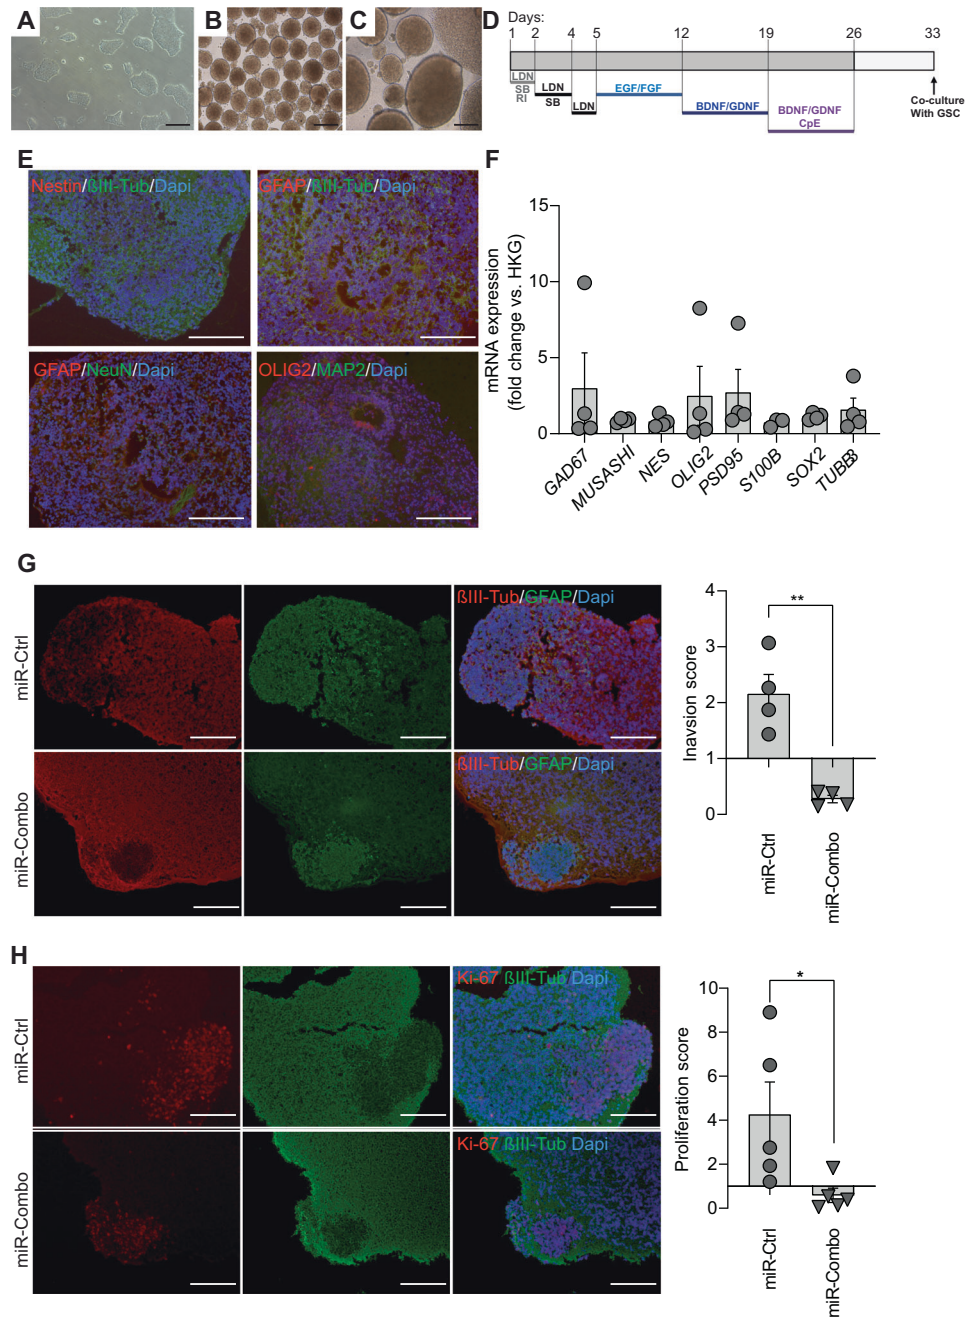 A
B
C
D
Days:
1 2 4 5 12 19 26 33
LDN
SB
RI
LDN
SB
LDN
EGF/FGF
BDNF/GDNF
BDNF/GDNF
CpE
Co-culture
With GSC
E
Nestin/ßIII-Tub/Dapi
GFAP/ßIII-Tub/Dapi
GFAP/NeuN/Dapi
OLIG2/MAP2/Dapi
F
mRNA expression
(fold change vs. HKG)
15
10
5
0
GAD67
MUSASHI
NES
OLIG2
PSD95
S100B
SOX2
TUBB3
G
miR-Ctrl
ßIII-Tub/GFAP/Dapi
miR-Combo
ßIII-Tub/GFAP/Dapi
Inavsion score
4
3
2
1
0
**
miR-Ctrl
miR-Combo
H
miR-Ctrl
Ki-67 ßIII-Tub Dapi
miR-Combo
Ki-67 ßIII-Tub Dapi
Proliferation score
10
8
6
4
2
0
*
miR-Ctrl
miR-Combo